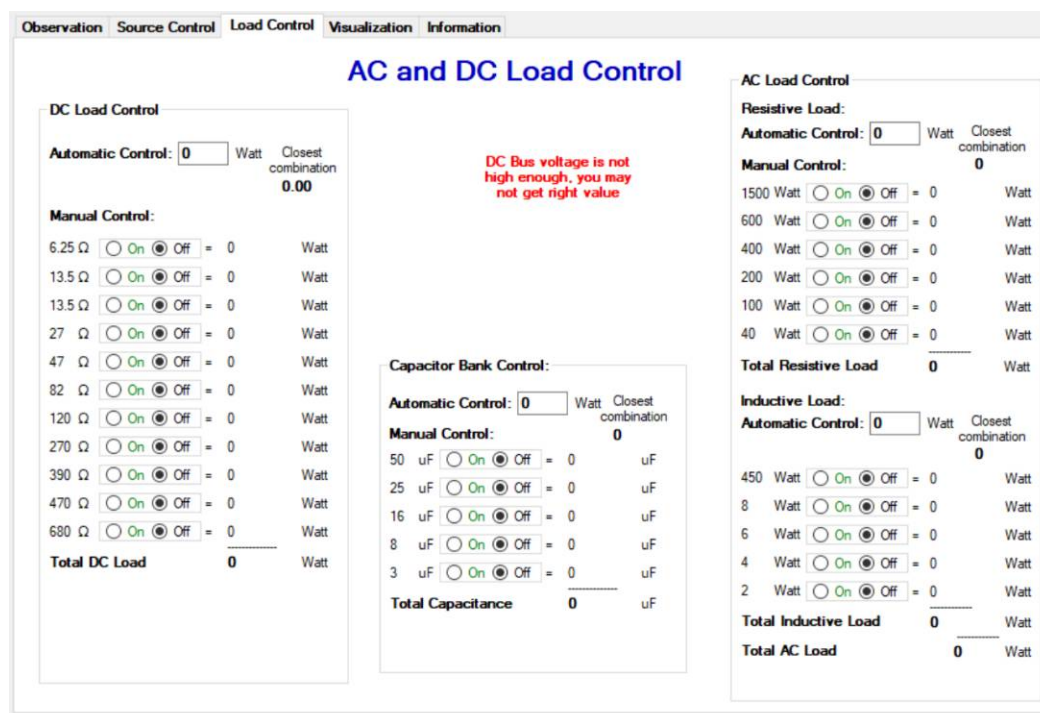 Observation Source Control Load Control Visualization Information
AC and DC Load Control
DC Load Control
Automatic Control: 0 Watt Closest
combination
0.00
Manual Control:
6.25 Ω On Off = 0 Watt
13.5 Ω On Off = 0 Watt
13.5 Ω On Off = 0 Watt
27 Ω On Off = 0 Watt
47 Ω On Off = 0 Watt
82 Ω On Off = 0 Watt
120 Ω On Off = 0 Watt
270 Ω On Off = 0 Watt
390 Ω On Off = 0 Watt
470 Ω On Off = 0 Watt
680 Ω On Off = 0 Watt
Total DC Load 0 Watt
DC Bus voltage is not
high enough, you may
not get right value
Capacitor Bank Control:
Automatic Control: 0 Watt Closest
combination
Manual Control: 0
50 uF On Off = 0 uF
25 uF On Off = 0 uF
16 uF On Off = 0 uF
8 uF On Off = 0 uF
3 uF On Off = 0 uF
Total Capacitance 0 uF
AC Load Control
Resistive Load:
Automatic Control: 0 Watt Closest
combination
Manual Control: 0
1500 Watt On Off = 0 Watt
600 Watt On Off = 0 Watt
400 Watt On Off = 0 Watt
200 Watt On Off = 0 Watt
100 Watt On Off = 0 Watt
40 Watt On Off = 0 Watt
Total Resistive Load 0 Watt
Inductive Load:
Automatic Control: 0 Watt Closest
combination
0
450 Watt On Off = 0 Watt
8 Watt On Off = 0 Watt
6 Watt On Off = 0 Watt
4 Watt On Off = 0 Watt
2 Watt On Off = 0 Watt
Total Inductive Load 0 Watt
Total AC Load 0 Watt